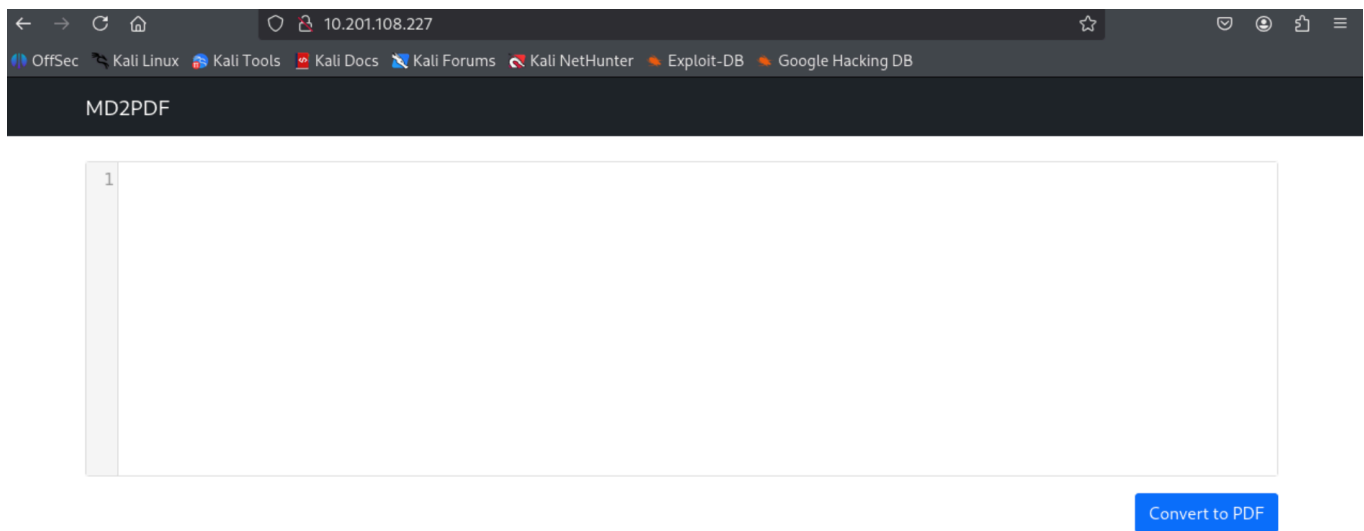 10.201.108.227
OffSec Kali Linux Kali Tools Kali Docs Kali Forums Kali NetHunter Exploit-DB Google Hacking DB
MD2PDF
1
Convert to PDF